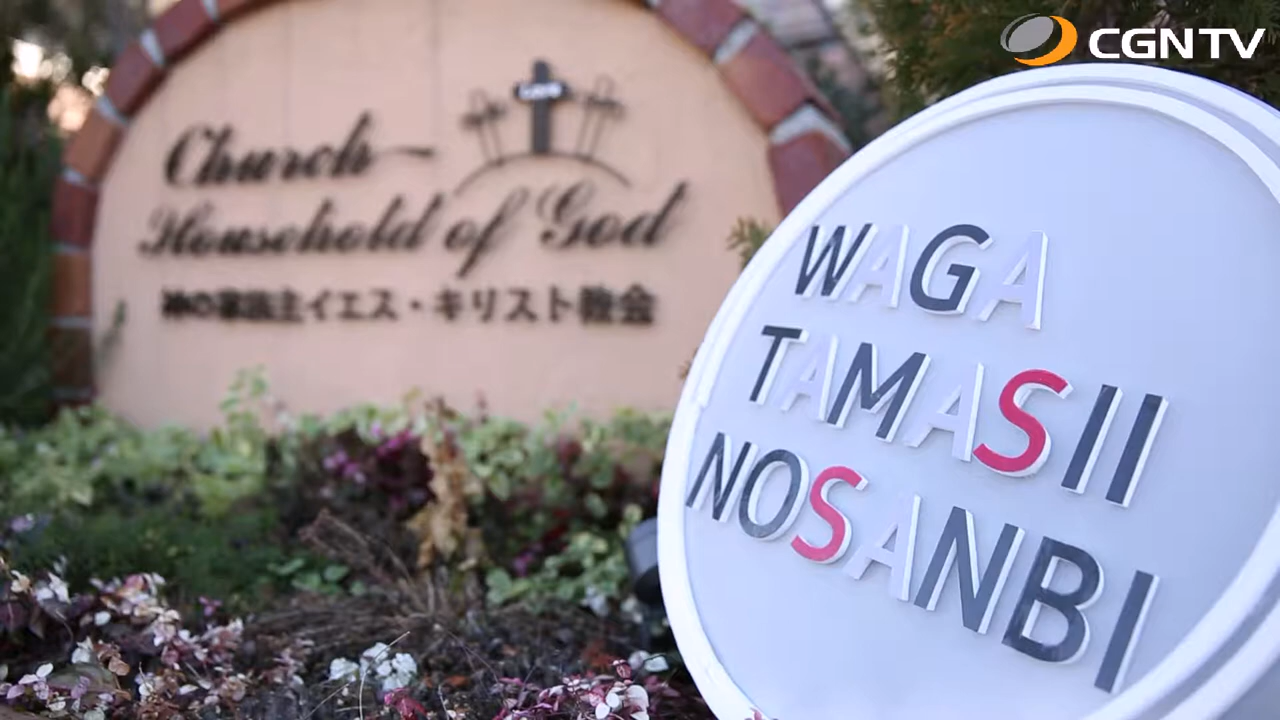 CGNTV
Church
Household of God
神の家族主イエス・キリスト教会
WAGA
TAMASII
NOSANBI